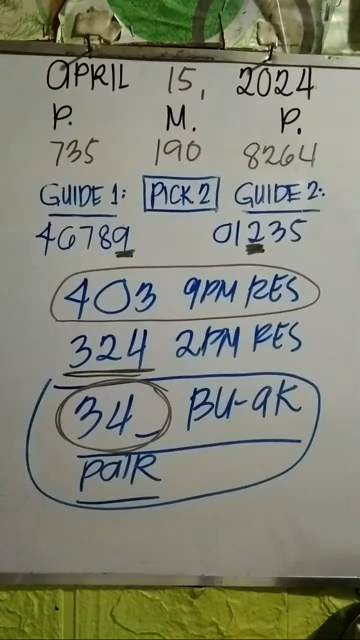 APRIL 15, 2024
P. M. P.
735 190 8264
GUIDE 1: PICK 2 GUIDE 2:
46789 01235
403 9PM RES
324 2PM RES
34_ BU-AK
PAIR